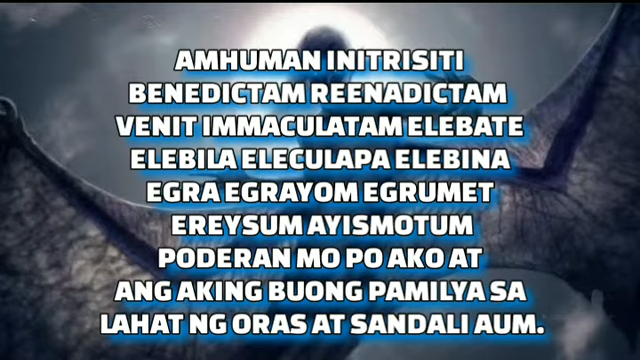 AMHUMAN INITRISITI
BENEDICTAM REENADICTAM
VENIT IMMACULATAM ELEBATE
ELEBILA ELECULAPA ELEBINA
EGRA EGRAYOM EGRUMET
EREYSUM AYISMOTUM
PODERAN MO PO AKO AT
ANG AKING BUONG PAMILYA SA
LAHAT NG ORAS AT SANDALI AUM.